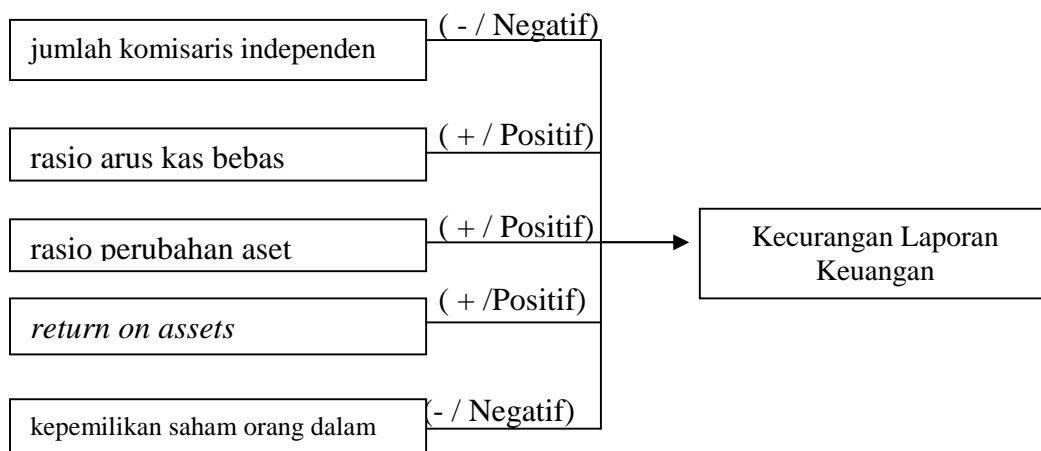 ( - / Negatif)
jumlah komisaris independen
( + / Positif)
rasio arus kas bebas
( + / Positif)
rasio perubahan aset
Kecurangan Laporan
Keuangan
( + /Positif)
return on assets
(- / Negatif)
kepemilikan saham orang dalam